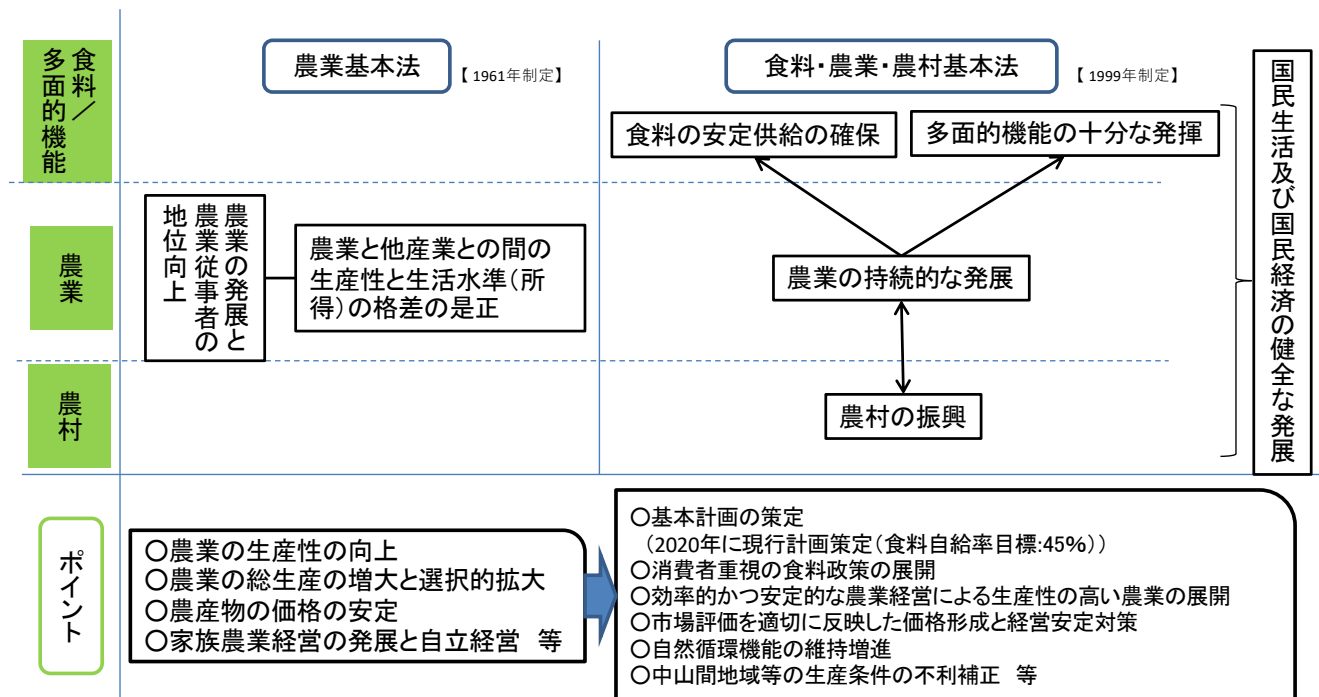 食料／
多面的機能
農業基本法
【 1961年制定】
食料・農業・農村基本法
【 1999年制定】
食料の安定供給の確保
多面的機能の十分な発揮
国民生活及び国民経済の健全な発展
農業
農業の発展と
農業従事者の
地位向上
農業と他産業との間の
生産性と生活水準（所
得）の格差の是正
農業の持続的な発展
農村
農村の振興
ポイント
○農業の生産性の向上
○農業の総生産の増大と選択的拡大
○農産物の価格の安定
○家族農業経営の発展と自立経営　等
○基本計画の策定
（2020年に現行計画策定（食料自給率目標:45%））
○消費者重視の食料政策の展開
○効率的かつ安定的な農業経営による生産性の高い農業の展開
○市場評価を適切に反映した価格形成と経営安定対策
○自然循環機能の維持増進
○中山間地域等の生産条件の不利補正　等